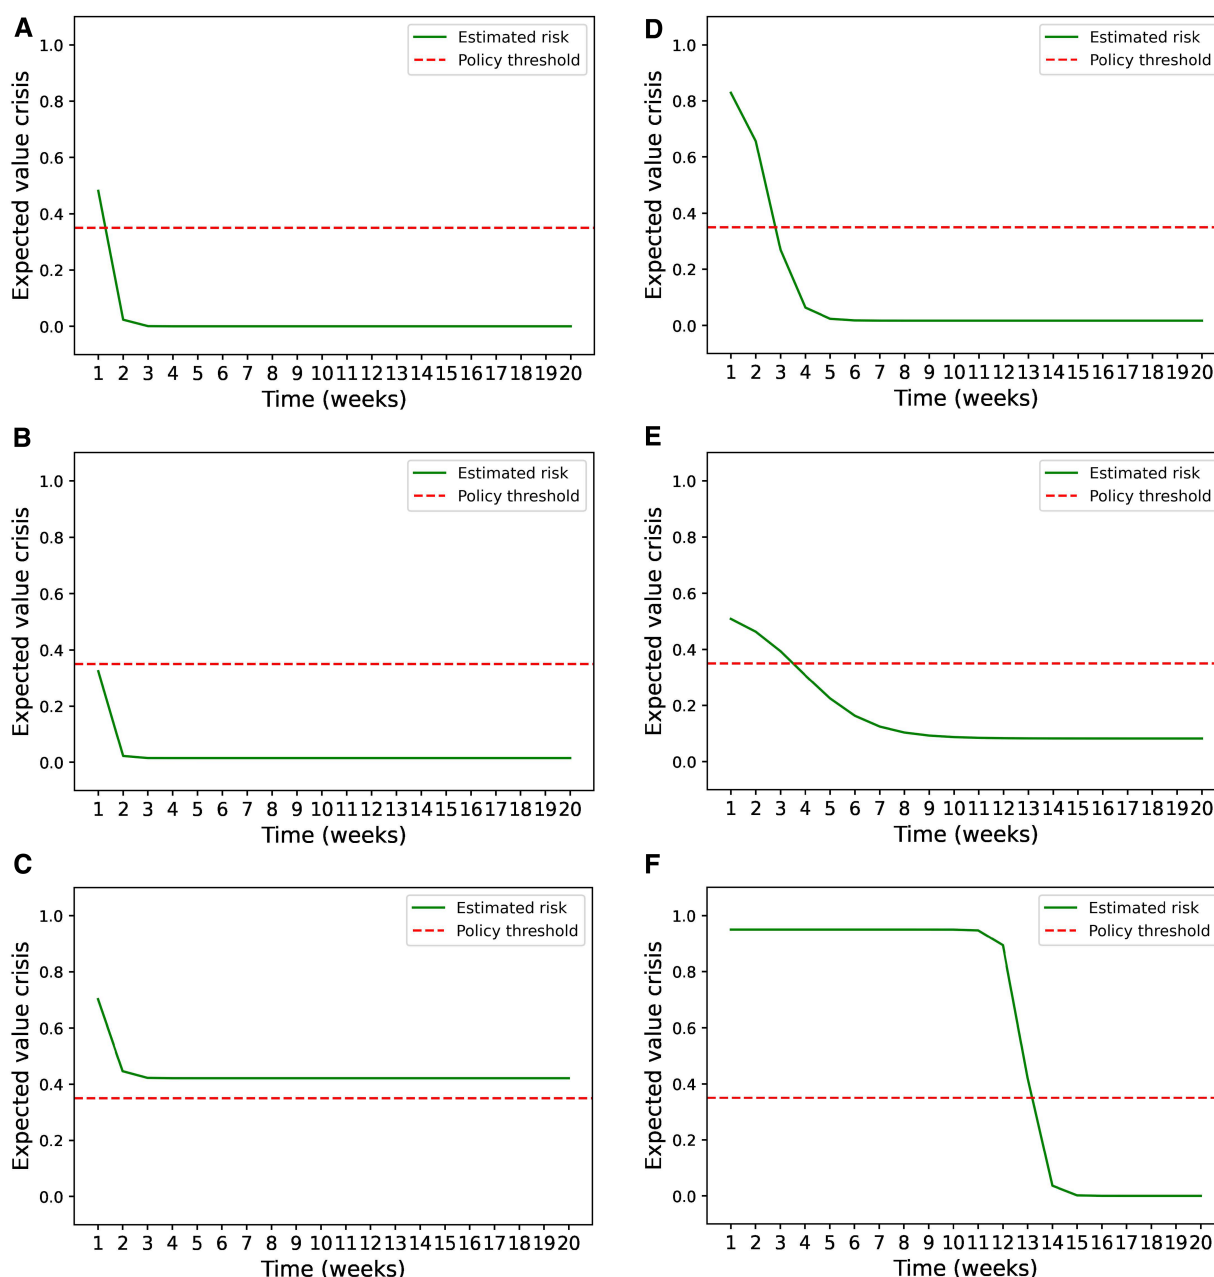 A
Estimated risk
Policy threshold
Expected value crisis
1.0
0.8
0.6
0.4
0.2
0.0
1 2 3 4 5 6 7 8 9 10 11 12 13 14 15 16 17 18 19 20
Time (weeks)
B
Estimated risk
Policy threshold
Expected value crisis
1.0
0.8
0.6
0.4
0.2
0.0
1 2 3 4 5 6 7 8 9 10 11 12 13 14 15 16 17 18 19 20
Time (weeks)
C
Estimated risk
Policy threshold
Expected value crisis
1.0
0.8
0.6
0.4
0.2
0.0
1 2 3 4 5 6 7 8 9 10 11 12 13 14 15 16 17 18 19 20
Time (weeks)
D
Estimated risk
Policy threshold
Expected value crisis
1.0
0.8
0.6
0.4
0.2
0.0
1 2 3 4 5 6 7 8 9 10 11 12 13 14 15 16 17 18 19 20
Time (weeks)
E
Estimated risk
Policy threshold
Expected value crisis
1.0
0.8
0.6
0.4
0.2
0.0
1 2 3 4 5 6 7 8 9 10 11 12 13 14 15 16 17 18 19 20
Time (weeks)
F
Estimated risk
Policy threshold
Expected value crisis
1.0
0.8
0.6
0.4
0.2
0.0
1 2 3 4 5 6 7 8 9 10 11 12 13 14 15 16 17 18 19 20
Time (weeks)